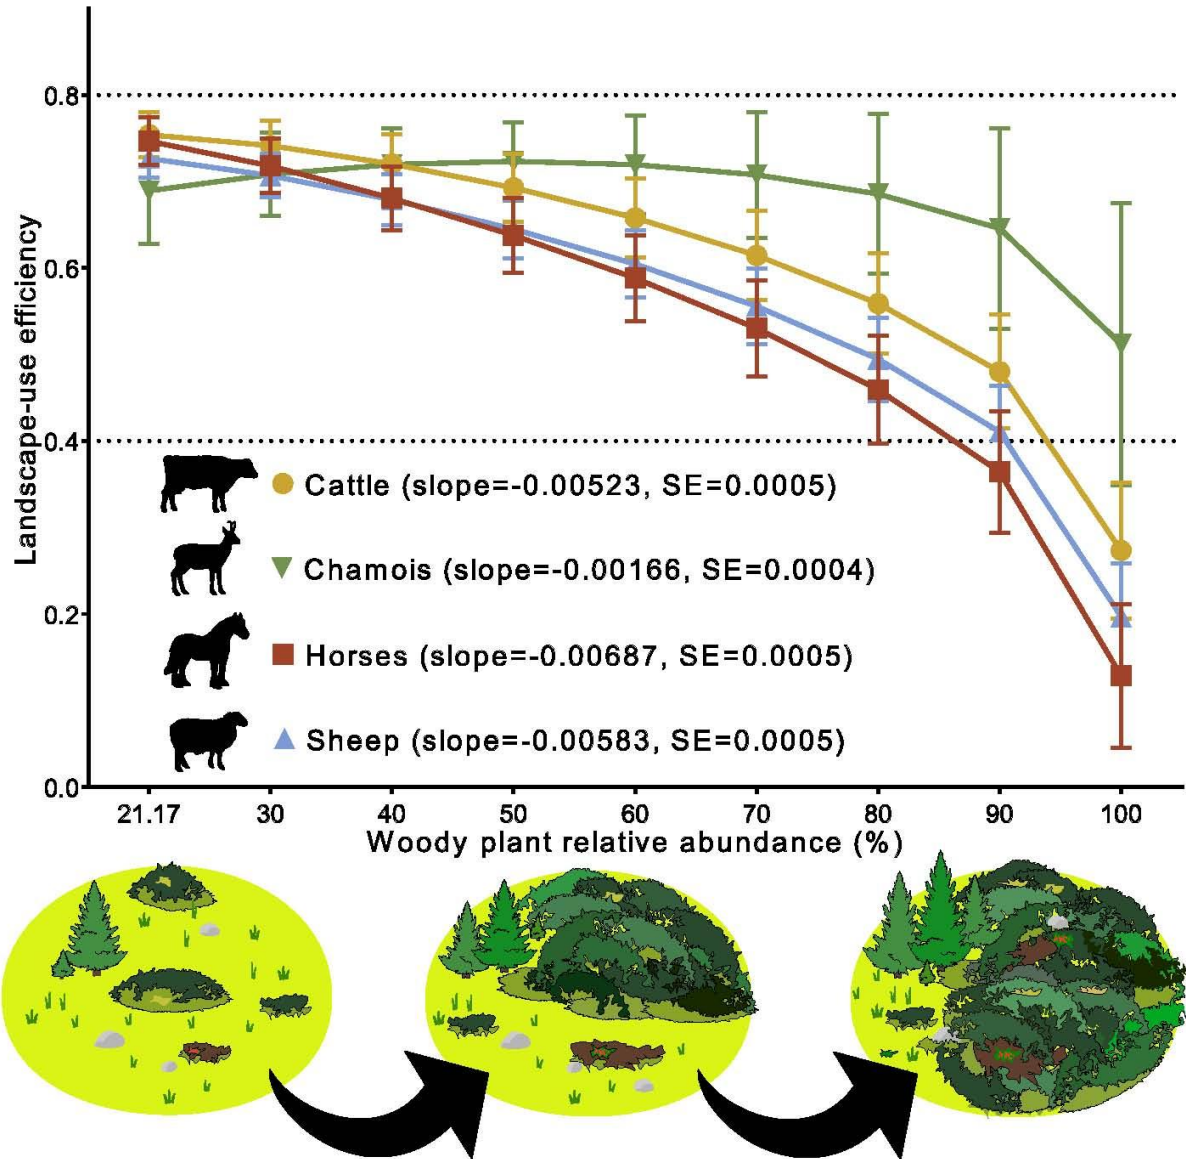 Landscape-use efficiency
0.8
0.6
0.4
0.2
0.0
Cattle (slope=-0.00523, SE=0.0005)
Chamois (slope=-0.00166, SE=0.0004)
Horses (slope=-0.00687, SE=0.0005)
Sheep (slope=-0.00583, SE=0.0005)
21.17 30 40 50 60 70 80 90 100
Woody plant relative abundance (%)